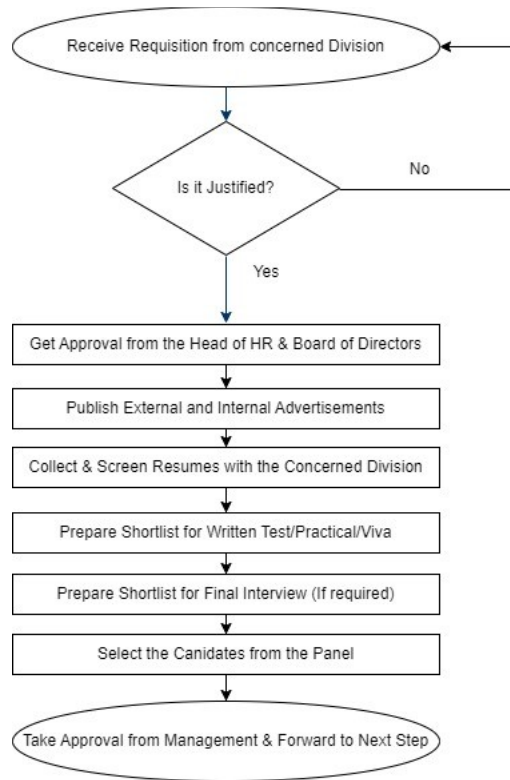 Receive Requisition from concerned Division
Is it Justified?
No
Yes
Get Approval from the Head of HR & Board of Directors
Publish External and Internal Advertisements
Collect & Screen Resumes with the Concerned Division
Prepare Shortlist for Written Test/Practical/Viva
Prepare Shortlist for Final Interview (If required)
Select the Canidates from the Panel
Take Approval from Management & Forward to Next Step